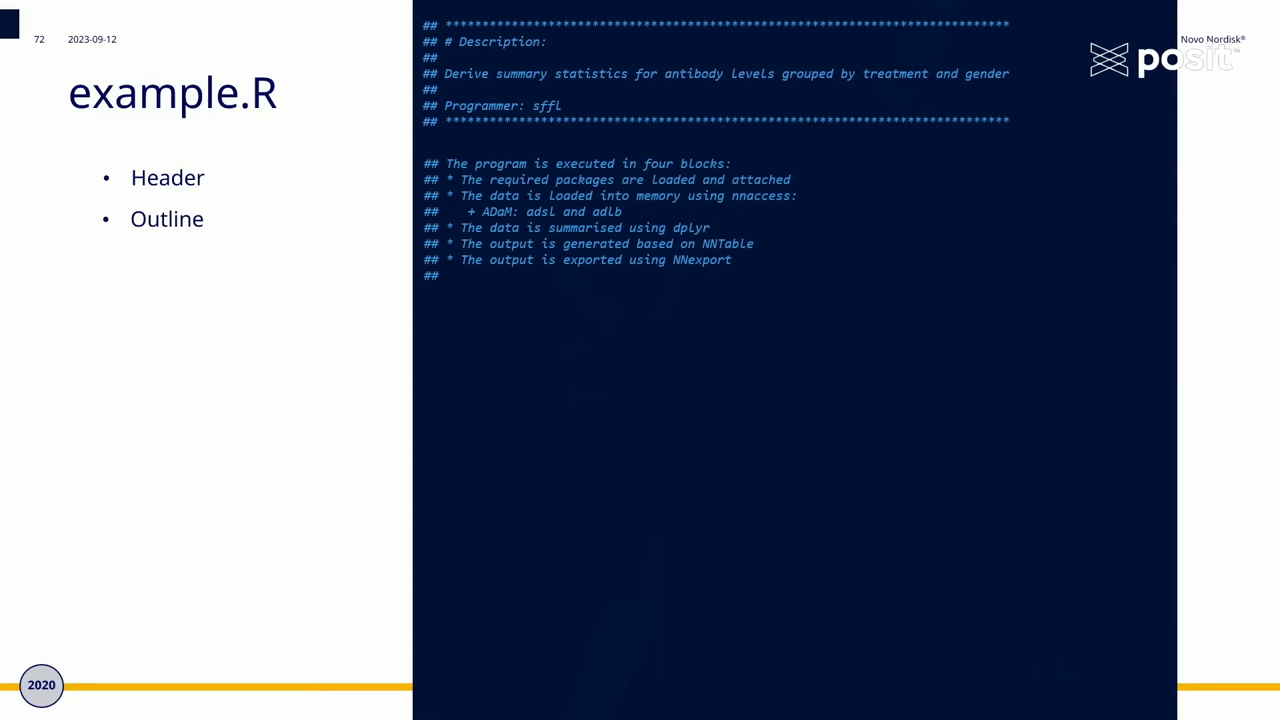 72 2023-09-12
Novo Nordisk®
posit™
example.R
• Header
• Outline
## *****************************************************************************
## # Description:
##
## Derive summary statistics for antibody levels grouped by treatment and gender
##
## Programmer: sffl
## *****************************************************************************
## The program is executed in four blocks:
## * The required packages are loaded and attached
## * The data is loaded into memory using nnaccess:
##    + ADaM: adsl and adlb
## * The data is summarised using dplyr
## * The output is generated based on NNTable
## * The output is exported using NNexport
##
2020